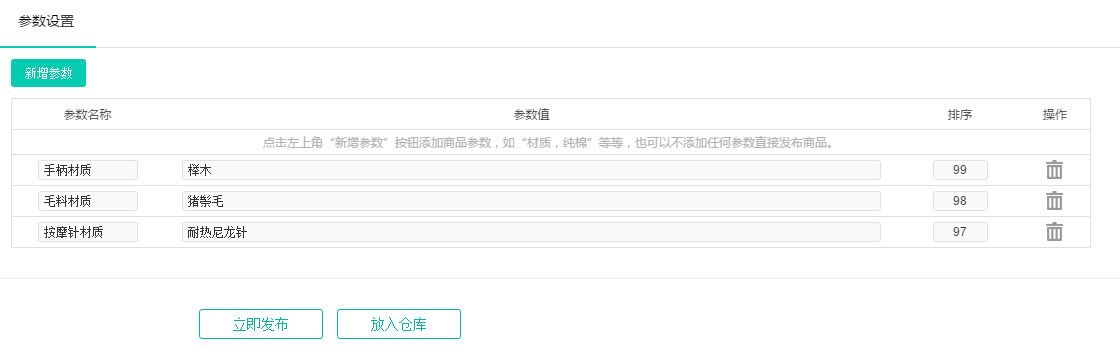 参数设置
新增参数
参数名称 参数值 排序 操作
点击左上角“新增参数”按钮添加商品参数，如“材质，纯棉”等等，也可以不添加任何参数直接发布商品。
手柄材质 榉木 99
毛料材质 猪鬃毛 98
按摩针材质 耐热尼龙针 97
立即发布 放入仓库